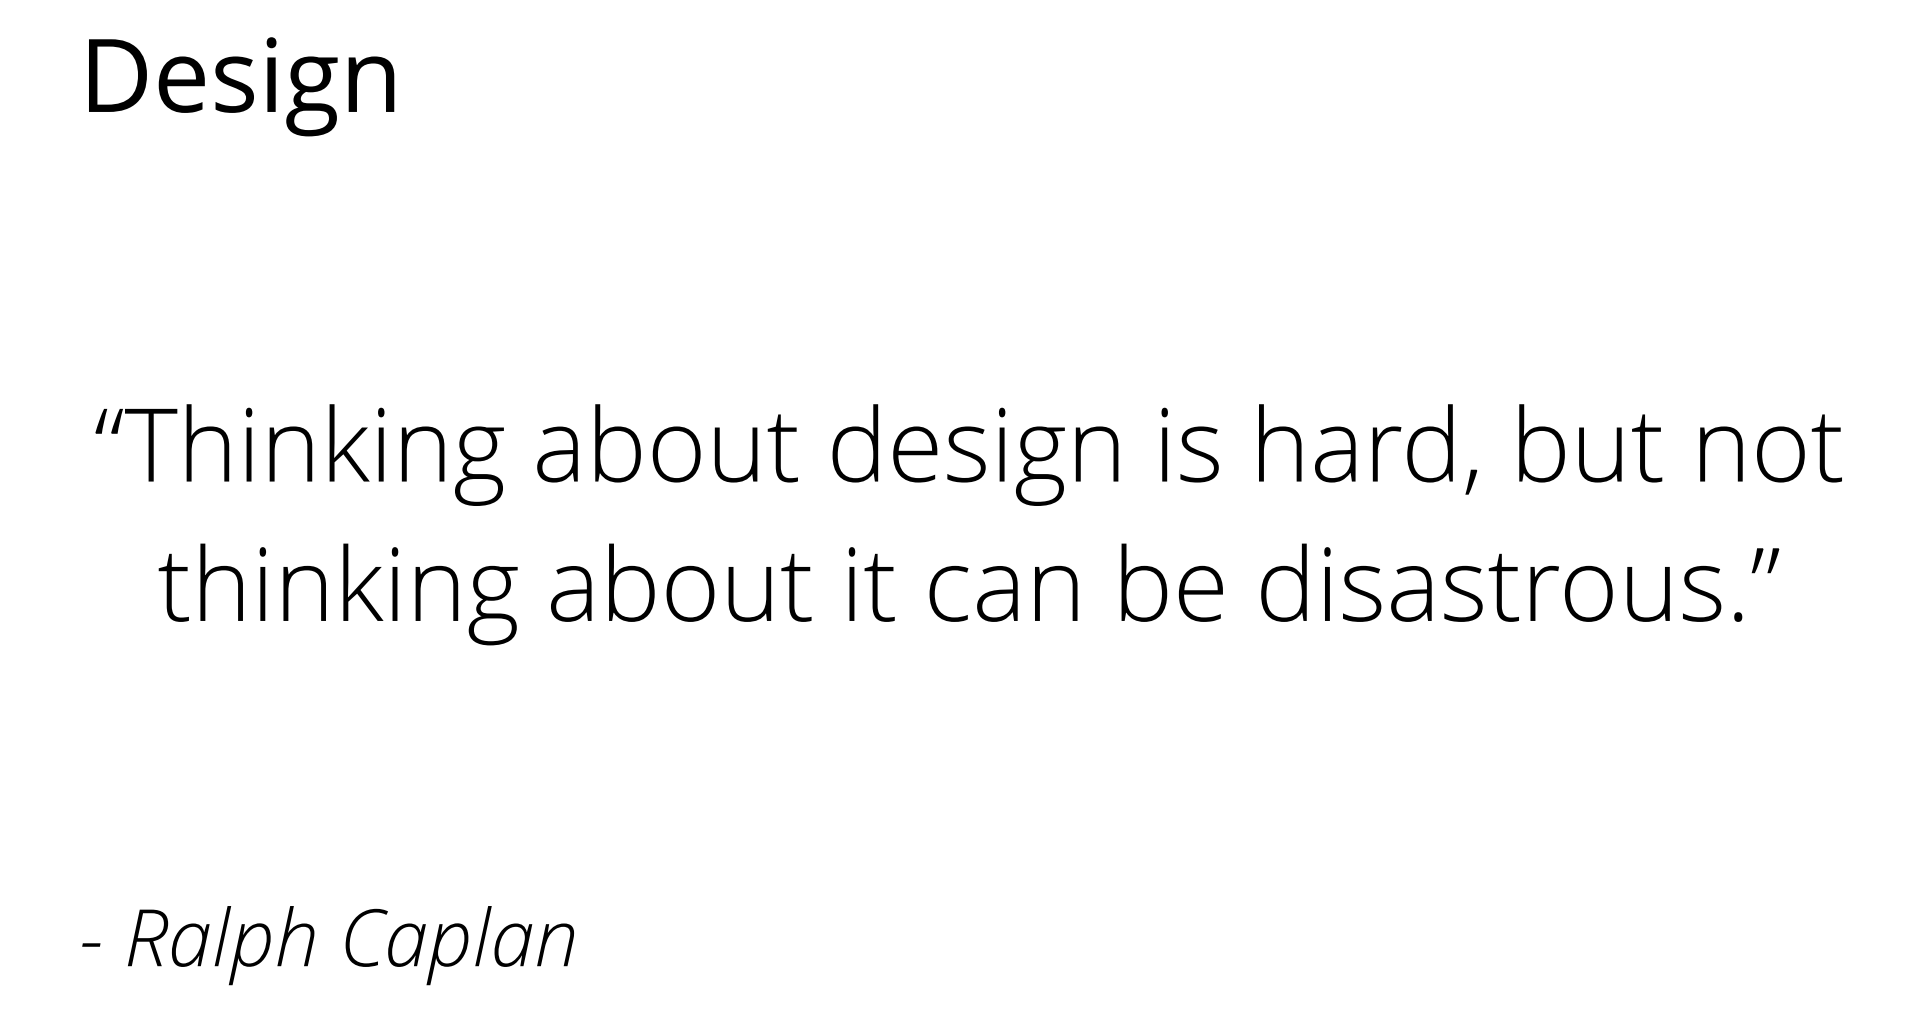 Design
“Thinking about design is hard, but not
thinking about it can be disastrous.”
- Ralph Caplan